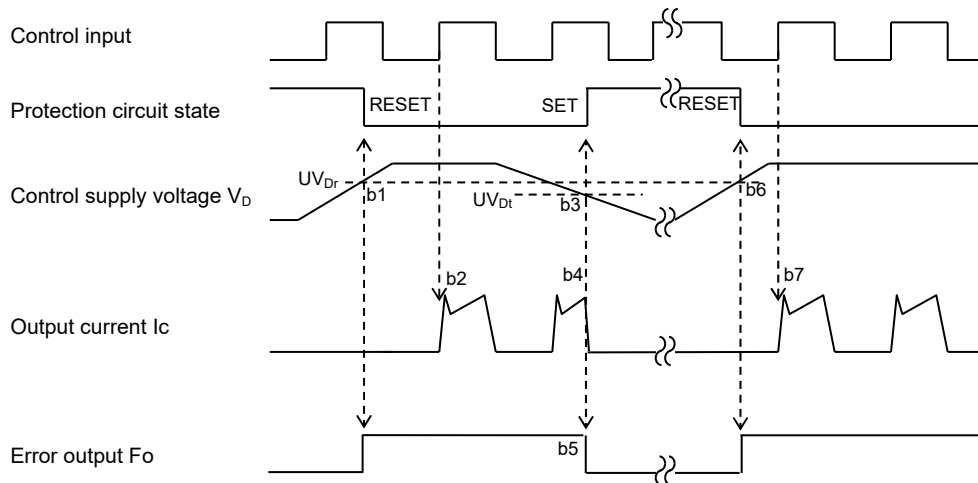 Control input
Protection circuit state
RESET
SET
RESET
Control supply voltage VD
UVDr
b1
UVDt
b3
b6
b2
b4
b7
Output current Ic
Error output Fo
b5